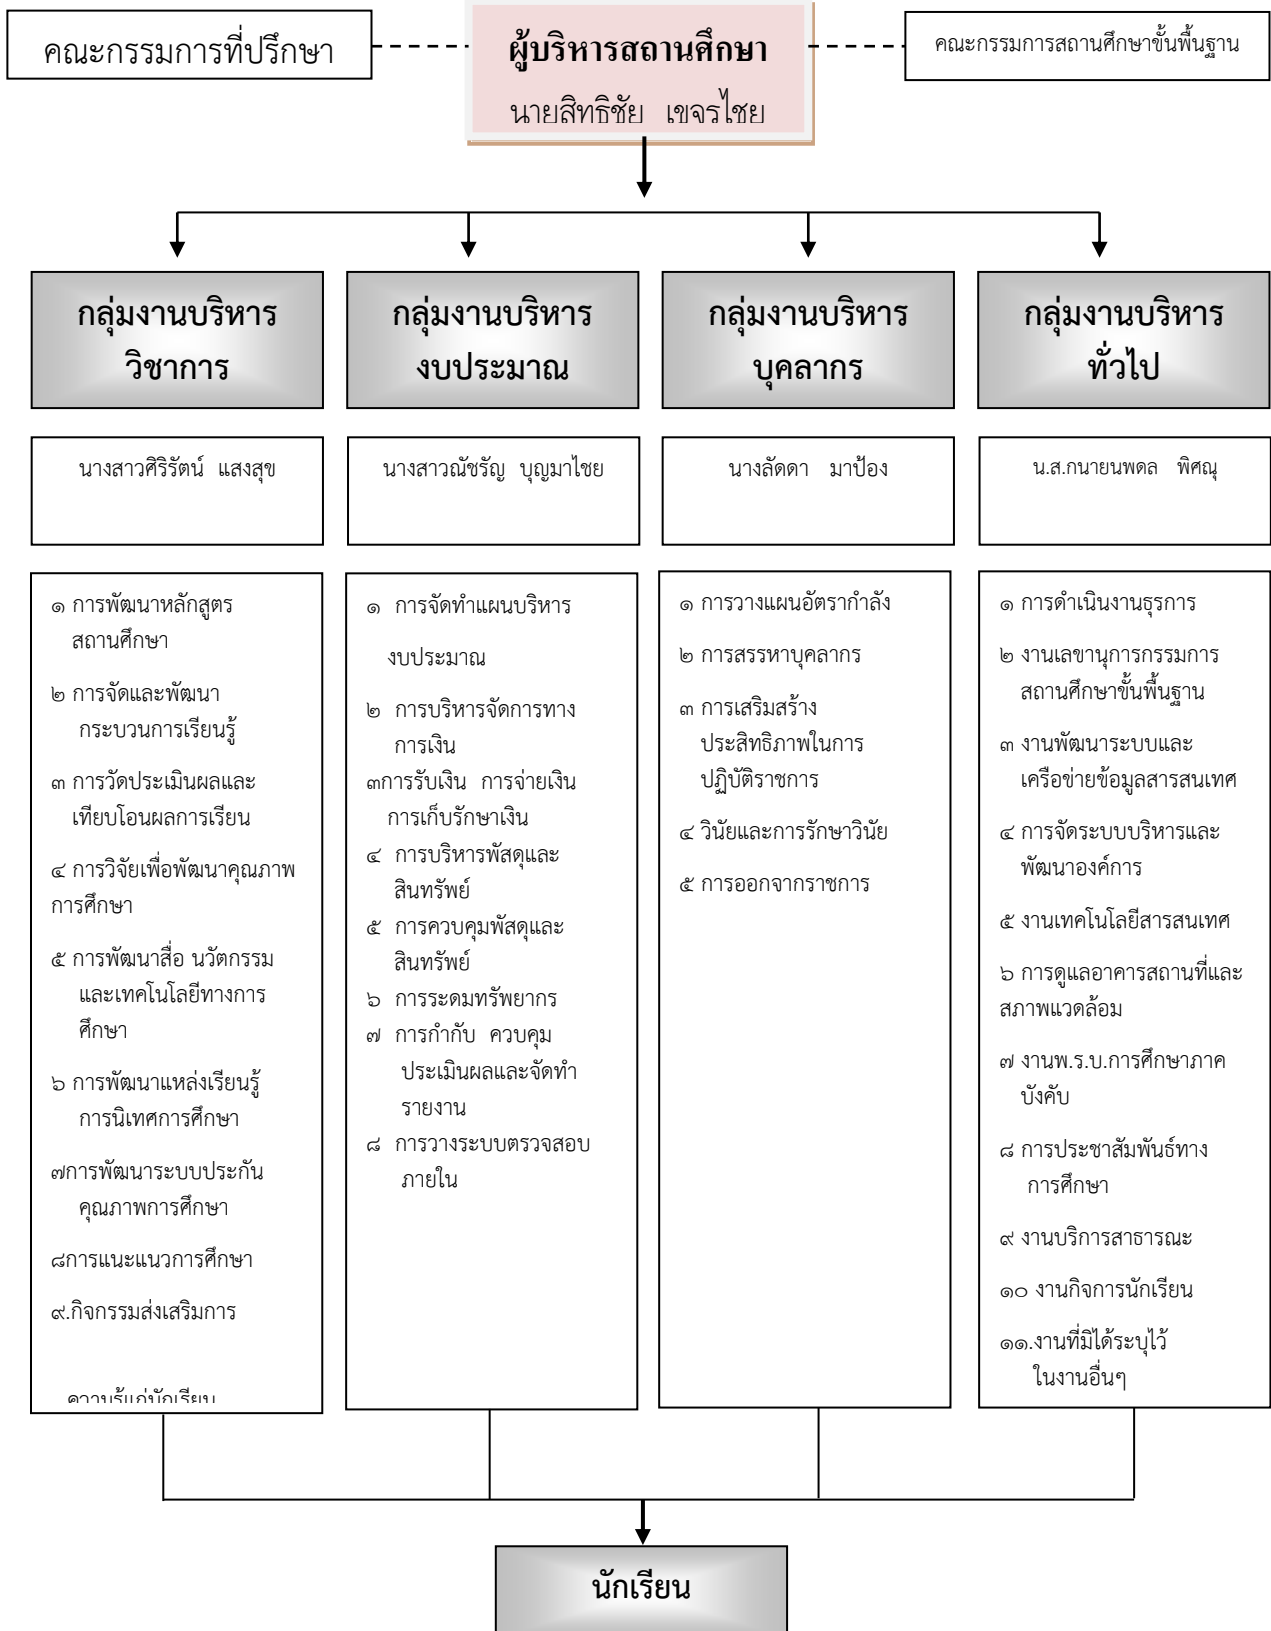 คณะกรรมการที่ปรึกษา
ผู้บริหารสถานศึกษา
นายสิทธิชัย เขจรไชย
คณะกรรมการสถานศึกษาขั้นพื้นฐาน
กลุ่มงานบริหาร
วิชาการ
กลุ่มงานบริหาร
งบประมาณ
กลุ่มงานบริหาร
บุคลากร
กลุ่มงานบริหาร
ทั่วไป
นางสาวศิริรัตน์ แสงสุข
นางสาวณัชรัญ บุญมาไชย
นางลัดดา มาป้อง
น.ส.กนายนพดล พิศณุ
๑ การพัฒนาหลักสูตร
สถานศึกษา
๒ การจัดและพัฒนา
กระบวนการเรียนรู้
๓ การวัดประเมินผลและ
เทียบโอนผลการเรียน
๔ การวิจัยเพื่อพัฒนาคุณภาพ
การศึกษา
๕ การพัฒนาสื่อ นวัตกรรม
และเทคโนโลยีทางการ
ศึกษา
๖ การพัฒนาแหล่งเรียนรู้
การนิเทศการศึกษา
๗การพัฒนาระบบประกัน
คุณภาพการศึกษา
๘การแนะแนวการศึกษา
๙.กิจกรรมส่งเสริมการ
ความรู้แก่นักเรียน
๑ การจัดทำแผนบริหาร
งบประมาณ
๒ การบริหารจัดการทาง
การเงิน
๓การรับเงิน การจ่ายเงิน
การเก็บรักษาเงิน
๔ การบริหารพัสดุและ
สินทรัพย์
๕ การควบคุมพัสดุและ
สินทรัพย์
๖ การระดมทรัพยากร
๗ การกำกับ ควบคุม
ประเมินผลและจัดทำ
รายงาน
๘ การวางระบบตรวจสอบ
ภายใน
๑ การวางแผนอัตรากำลัง
๒ การสรรหาบุคลากร
๓ การเสริมสร้าง
ประสิทธิภาพในการ
ปฏิบัติราชการ
๔ วินัยและการรักษาวินัย
๕ การออกจากราชการ
๑ การดำเนินงานธุรการ
๒ งานเลขานุการกรรมการ
สถานศึกษาขั้นพื้นฐาน
๓ งานพัฒนาระบบและ
เครือข่ายข้อมูลสารสนเทศ
๔ การจัดระบบบริหารและ
พัฒนาองค์การ
๕ งานเทคโนโลยีสารสนเทศ
๖ การดูแลอาคารสถานที่และ
สภาพแวดล้อม
๗ งานพ.ร.บ.การศึกษาภาค
บังคับ
๘ การประชาสัมพันธ์ทาง
การศึกษา
๙ งานบริการสาธารณะ
๑๐ งานกิจการนักเรียน
๑๑.งานที่มิได้ระบุไว้
ในงานอื่นๆ
นักเรียน